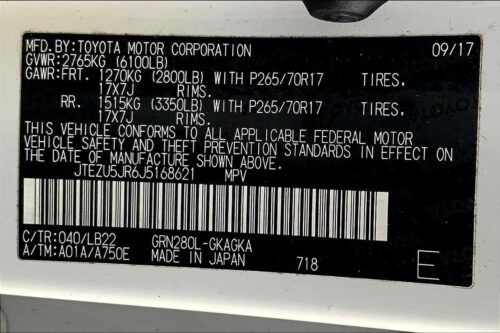 MFD.BY: TOYOTA MOTOR CORPORATION 09/17
GVWR: 2765KG (6100LB)
GAWR: FRT. 1270KG (2800LB) WITH P265/70R17 TIRES,
17X7J RIMS,
RR. 1515KG (3350LB) WITH P265/70R17 TIRES,
17X7J RIMS,
THIS VEHICLE CONFORMS TO ALL APPLICABLE FEDERAL MOTOR
VEHICLE SAFETY AND THEFT PREVENTION STANDARDS IN EFFECT ON
THE DATE OF MANUFACTURE SHOWN ABOVE.
JTEZU5JR6J5168621 MPV
C/TR: 040/LB22 GRN280L-GKAGKA
A/TM: A01A/A750E MADE IN JAPAN 718 E